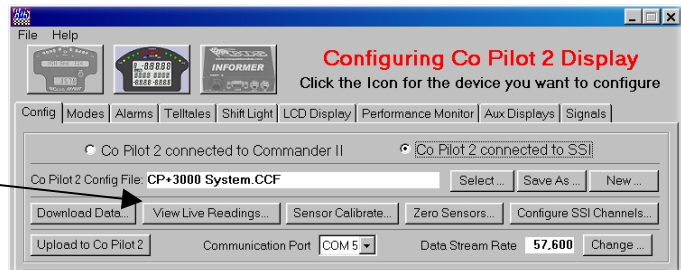 File Help
INFORMER
Configuring Co Pilot 2 Display
Click the Icon for the device you want to configure
Config Modes Alarms Telltales Shift Light LCD Display Performance Monitor Aux Displays Signals
Co Pilot 2 connected to Commander II Co Pilot 2 connected to SSI
Co Pilot 2 Config File: CP+3000 System.CCF Select ... Save As ... New ...
Download Data... View Live Readings... Sensor Calibrate... Zero Sensors... Configure SSI Channels...
Upload to Co Pilot 2 Communication Port COM 5 Data Stream Rate 57,600 Change ...